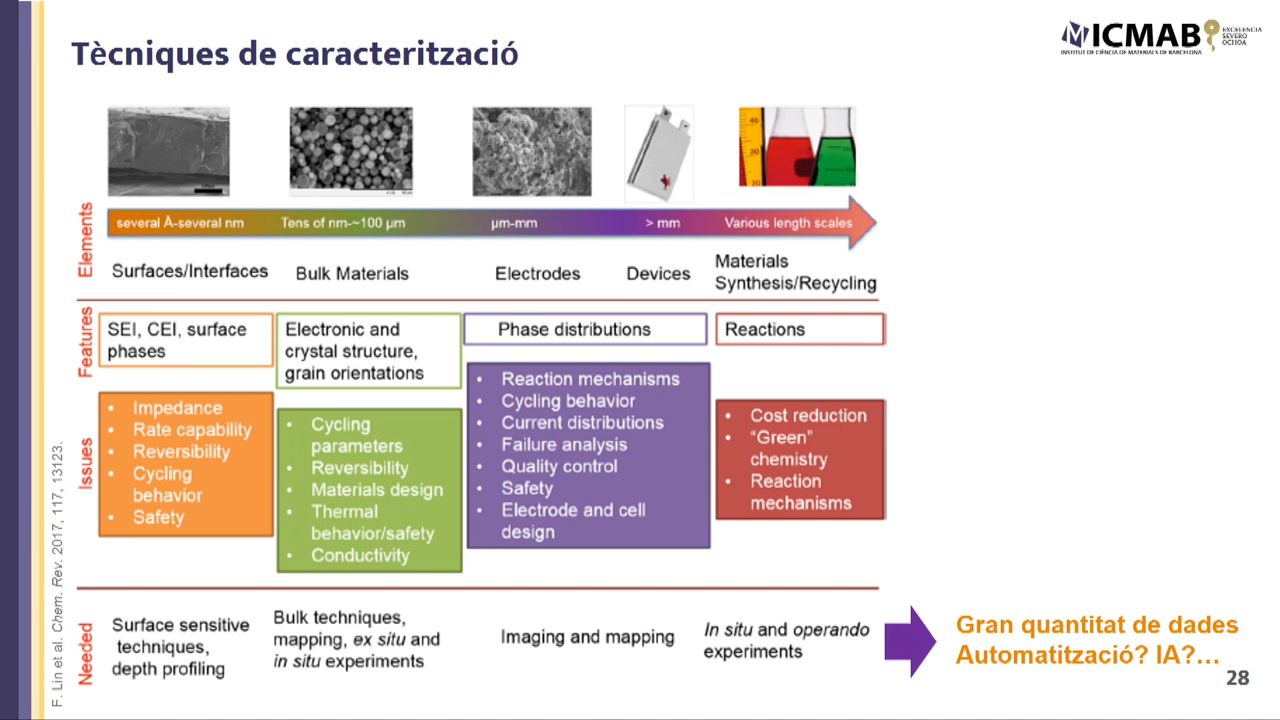 Tècniques de caracterització
ICMAB
INSTITUT DE CIÈNCIA DE MATERIALS DE BARCELONA
EXCELENCIA
SEVERO
OCHOA
Elements
several Å-several nm
Tens of nm-~100 µm
µm-mm
> mm
Various length scales
Surfaces/Interfaces
Bulk Materials
Electrodes
Devices
Materials
Synthesis/Recycling
Features
SEI, CEI, surface
phases
Electronic and
crystal structure,
grain orientations
Phase distributions
Reactions
Issues
• Impedance
• Rate capability
• Reversibility
• Cycling
behavior
• Safety
• Cycling
parameters
• Reversibility
• Materials design
• Thermal
behavior/safety
• Conductivity
• Reaction mechanisms
• Cycling behavior
• Current distributions
• Failure analysis
• Quality control
• Safety
• Electrode and cell
design
• Cost reduction
• “Green”
chemistry
• Reaction
mechanisms
Needed
Surface sensitive
techniques,
depth profiling
Bulk techniques,
mapping, ex situ and
in situ experiments
Imaging and mapping
In situ and operando
experiments
Gran quantitat de dades
Automatització? IA?...
F. Lin et al. Chem. Rev. 2017, 117, 13123.
28